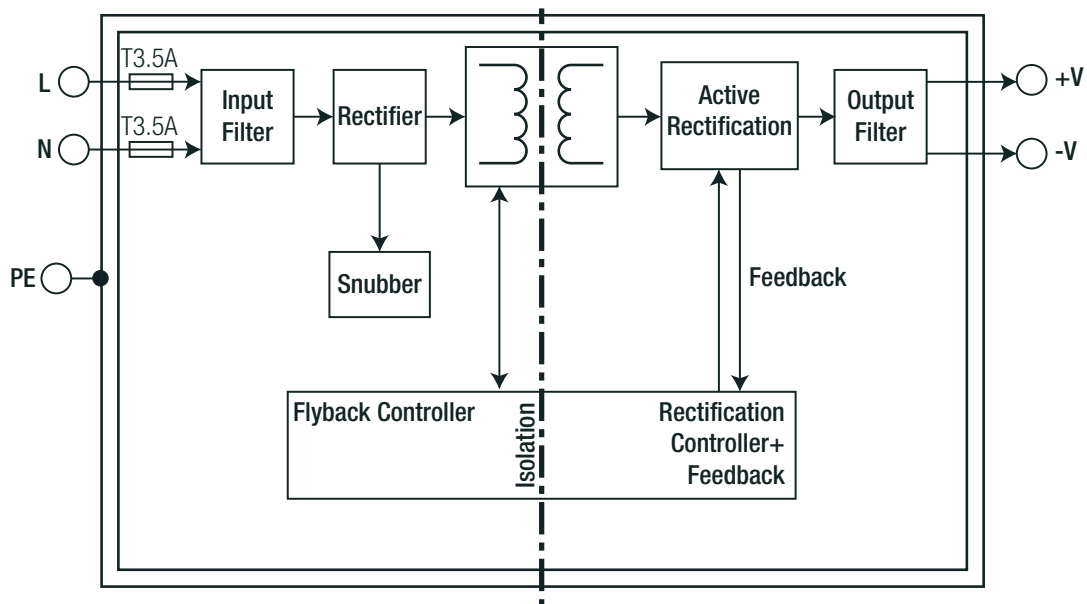 T3.5A
L
Input
Filter
Rectifier
Active
Rectification
Output
Filter
+V
T3.5A
N
-V
PE
Snubber
Feedback
Flyback Controller
Isolation
Rectification
Controller+
Feedback